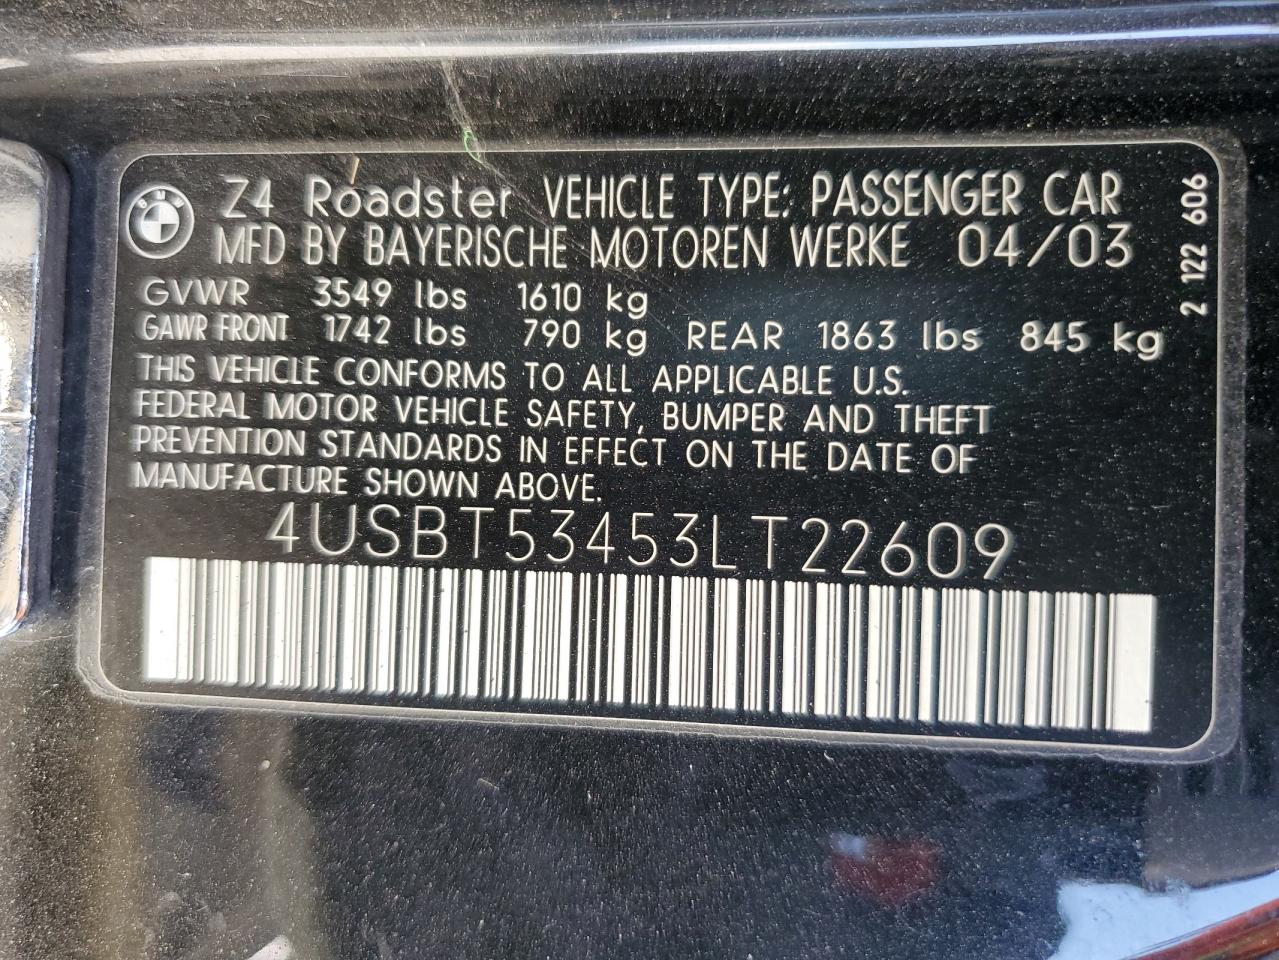 BMW
Z4 Roadster VEHICLE TYPE: PASSENGER CAR
MFD BY BAYERISCHE MOTOREN WERKE 04/03
GVWR 3549 lbs 1610 kg
GAWR FRONT 1742 lbs 790 kg REAR 1863 lbs 845 kg
THIS VEHICLE CONFORMS TO ALL APPLICABLE U.S.
FEDERAL MOTOR VEHICLE SAFETY, BUMPER AND THEFT
PREVENTION STANDARDS IN EFFECT ON THE DATE OF
MANUFACTURE SHOWN ABOVE.
4USBT53453LT22609
2 122 606